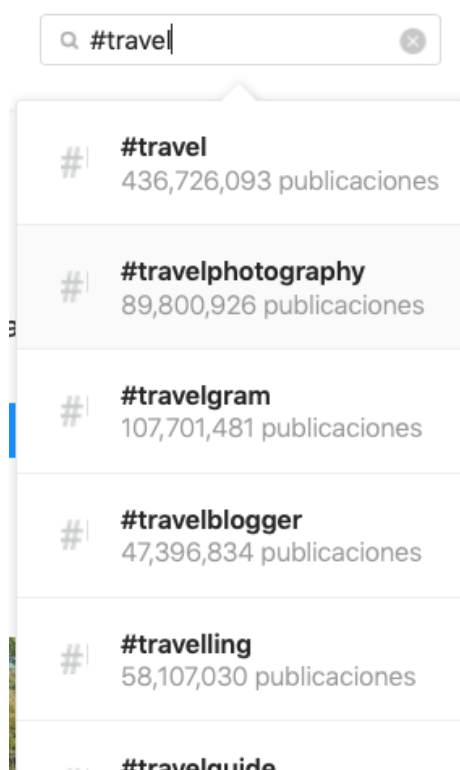 #travel
#travel
436,726,093 publicaciones
#travelphotography
89,800,926 publicaciones
#travelgram
107,701,481 publicaciones
#travelblogger
47,396,834 publicaciones
#travelling
58,107,030 publicaciones
#travelguide